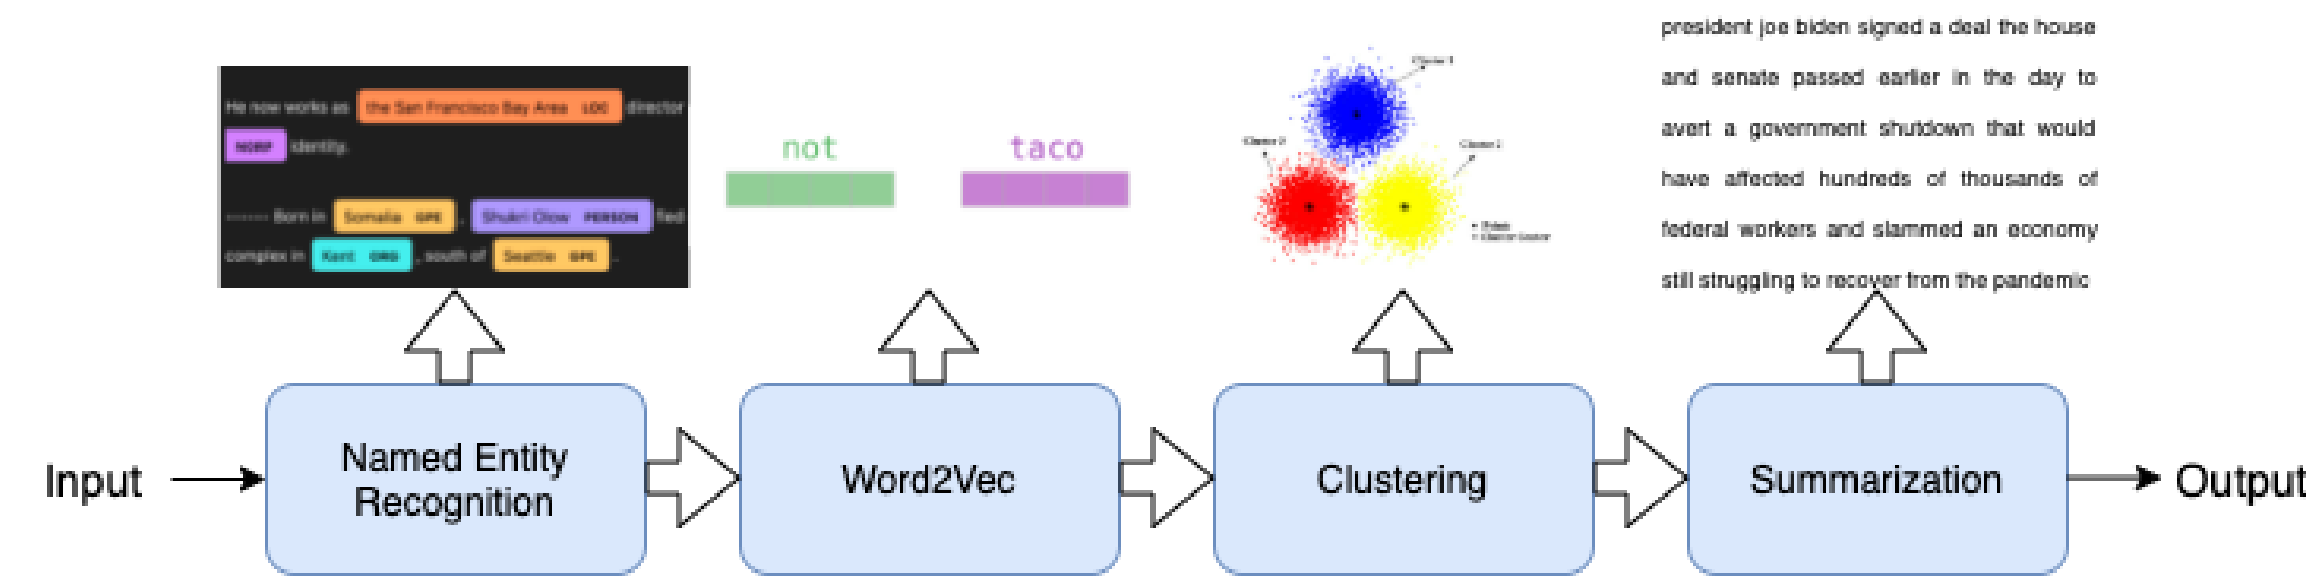 He now works as the San Francisco Bay Area LOC director
NORP identity.
Born in Somalia GPE , Shukri Olow PERSON fled
complex in Kent ORG , south of Seattle GPE .
not
taco
Cluster 2
president joe biden signed a deal the house
and senate passed earlier in the day to
avert a government shutdown that would
have affected hundreds of thousands of
federal workers and slammed an economy
still struggling to recover from the pandemic
Input
Named Entity
Recognition
Word2Vec
Clustering
Summarization
Output